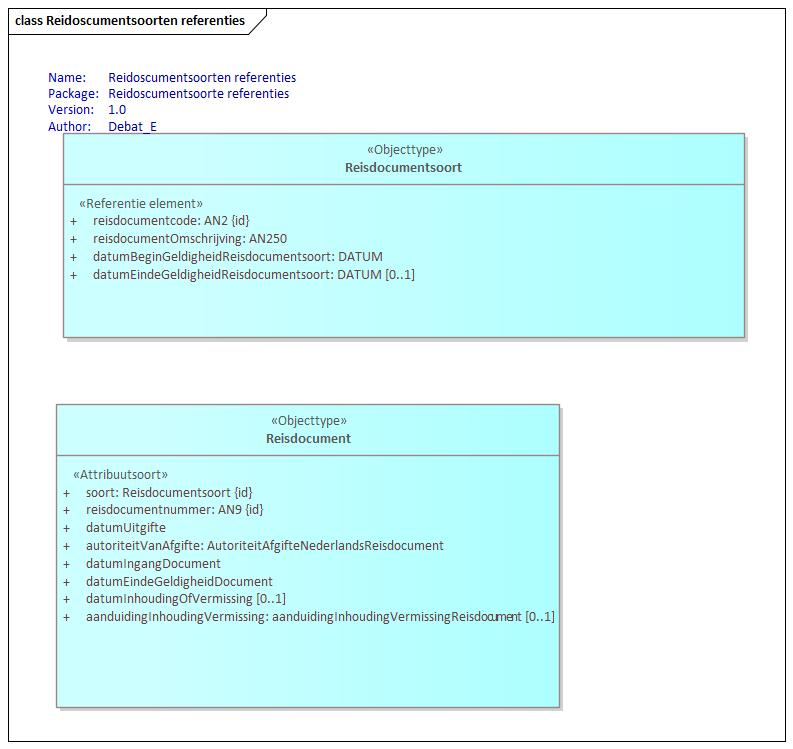 class Reidoscumentsoorten referenties
Name: Reidoscumentsoorten referenties
Package: Reidoscumentsoorte referenties
Version: 1.0
Author: Debat_E
«Objecttype»
Reisdocumentsoort
«Referentie element»
+ reisdocumentcode: AN2 {id}
+ reisdocumentOmschrijving: AN250
+ datumBeginGeldigheidReisdocumentsoort: DATUM
+ datumEindeGeldigheidReisdocumentsoort: DATUM [0..1]
«Objecttype»
Reisdocument
«Attribuutsoort»
+ soort: Reisdocumentsoort {id}
+ reisdocumentnummer: AN9 {id}
+ datumUitgifte
+ autoriteitVanAfgifte: AutoriteitAfgifteNederlandsReisdocument
+ datumIngangDocument
+ datumEindeGeldigheidDocument
+ datumInhoudingOfVermissing [0..1]
+ aanduidingInhoudingVermissing: aanduidingInhoudingVermissingReisdocument [0..1]